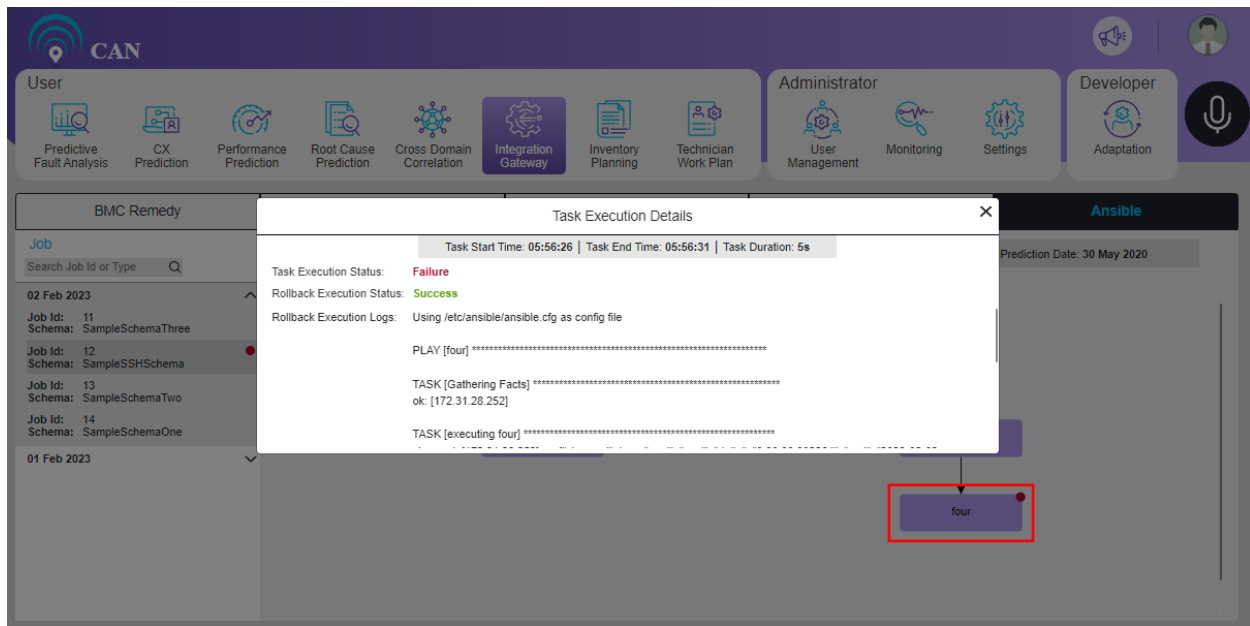 CAN
User
Administrator
Developer
Predictive
Fault Analysis
CX
Prediction
Performance
Prediction
Root Cause
Prediction
Cross Domain
Correlation
Integration
Gateway
Inventory
Planning
Technician
Work Plan
User
Management
Monitoring
Settings
Adaptation
BMC Remedy
Ansible
Task Execution Details
Job
Search Job Id or Type
Task Start Time: 05:56:26 | Task End Time: 05:56:31 | Task Duration: 5s
Prediction Date: 30 May 2020
Task Execution Status: Failure
Rollback Execution Status: Success
Rollback Execution Logs: Using /etc/ansible/ansible.cfg as config file
PLAY [four] ********************************************************************
TASK [Gathering Facts] *********************************************************
ok: [172.31.28.252]
TASK [executing four] **********************************************************
02 Feb 2023
Job Id: 11
Schema: SampleSchemaThree
Job Id: 12
Schema: SampleSSHSchema
Job Id: 13
Schema: SampleSchemaTwo
Job Id: 14
Schema: SampleSchemaOne
01 Feb 2023
four